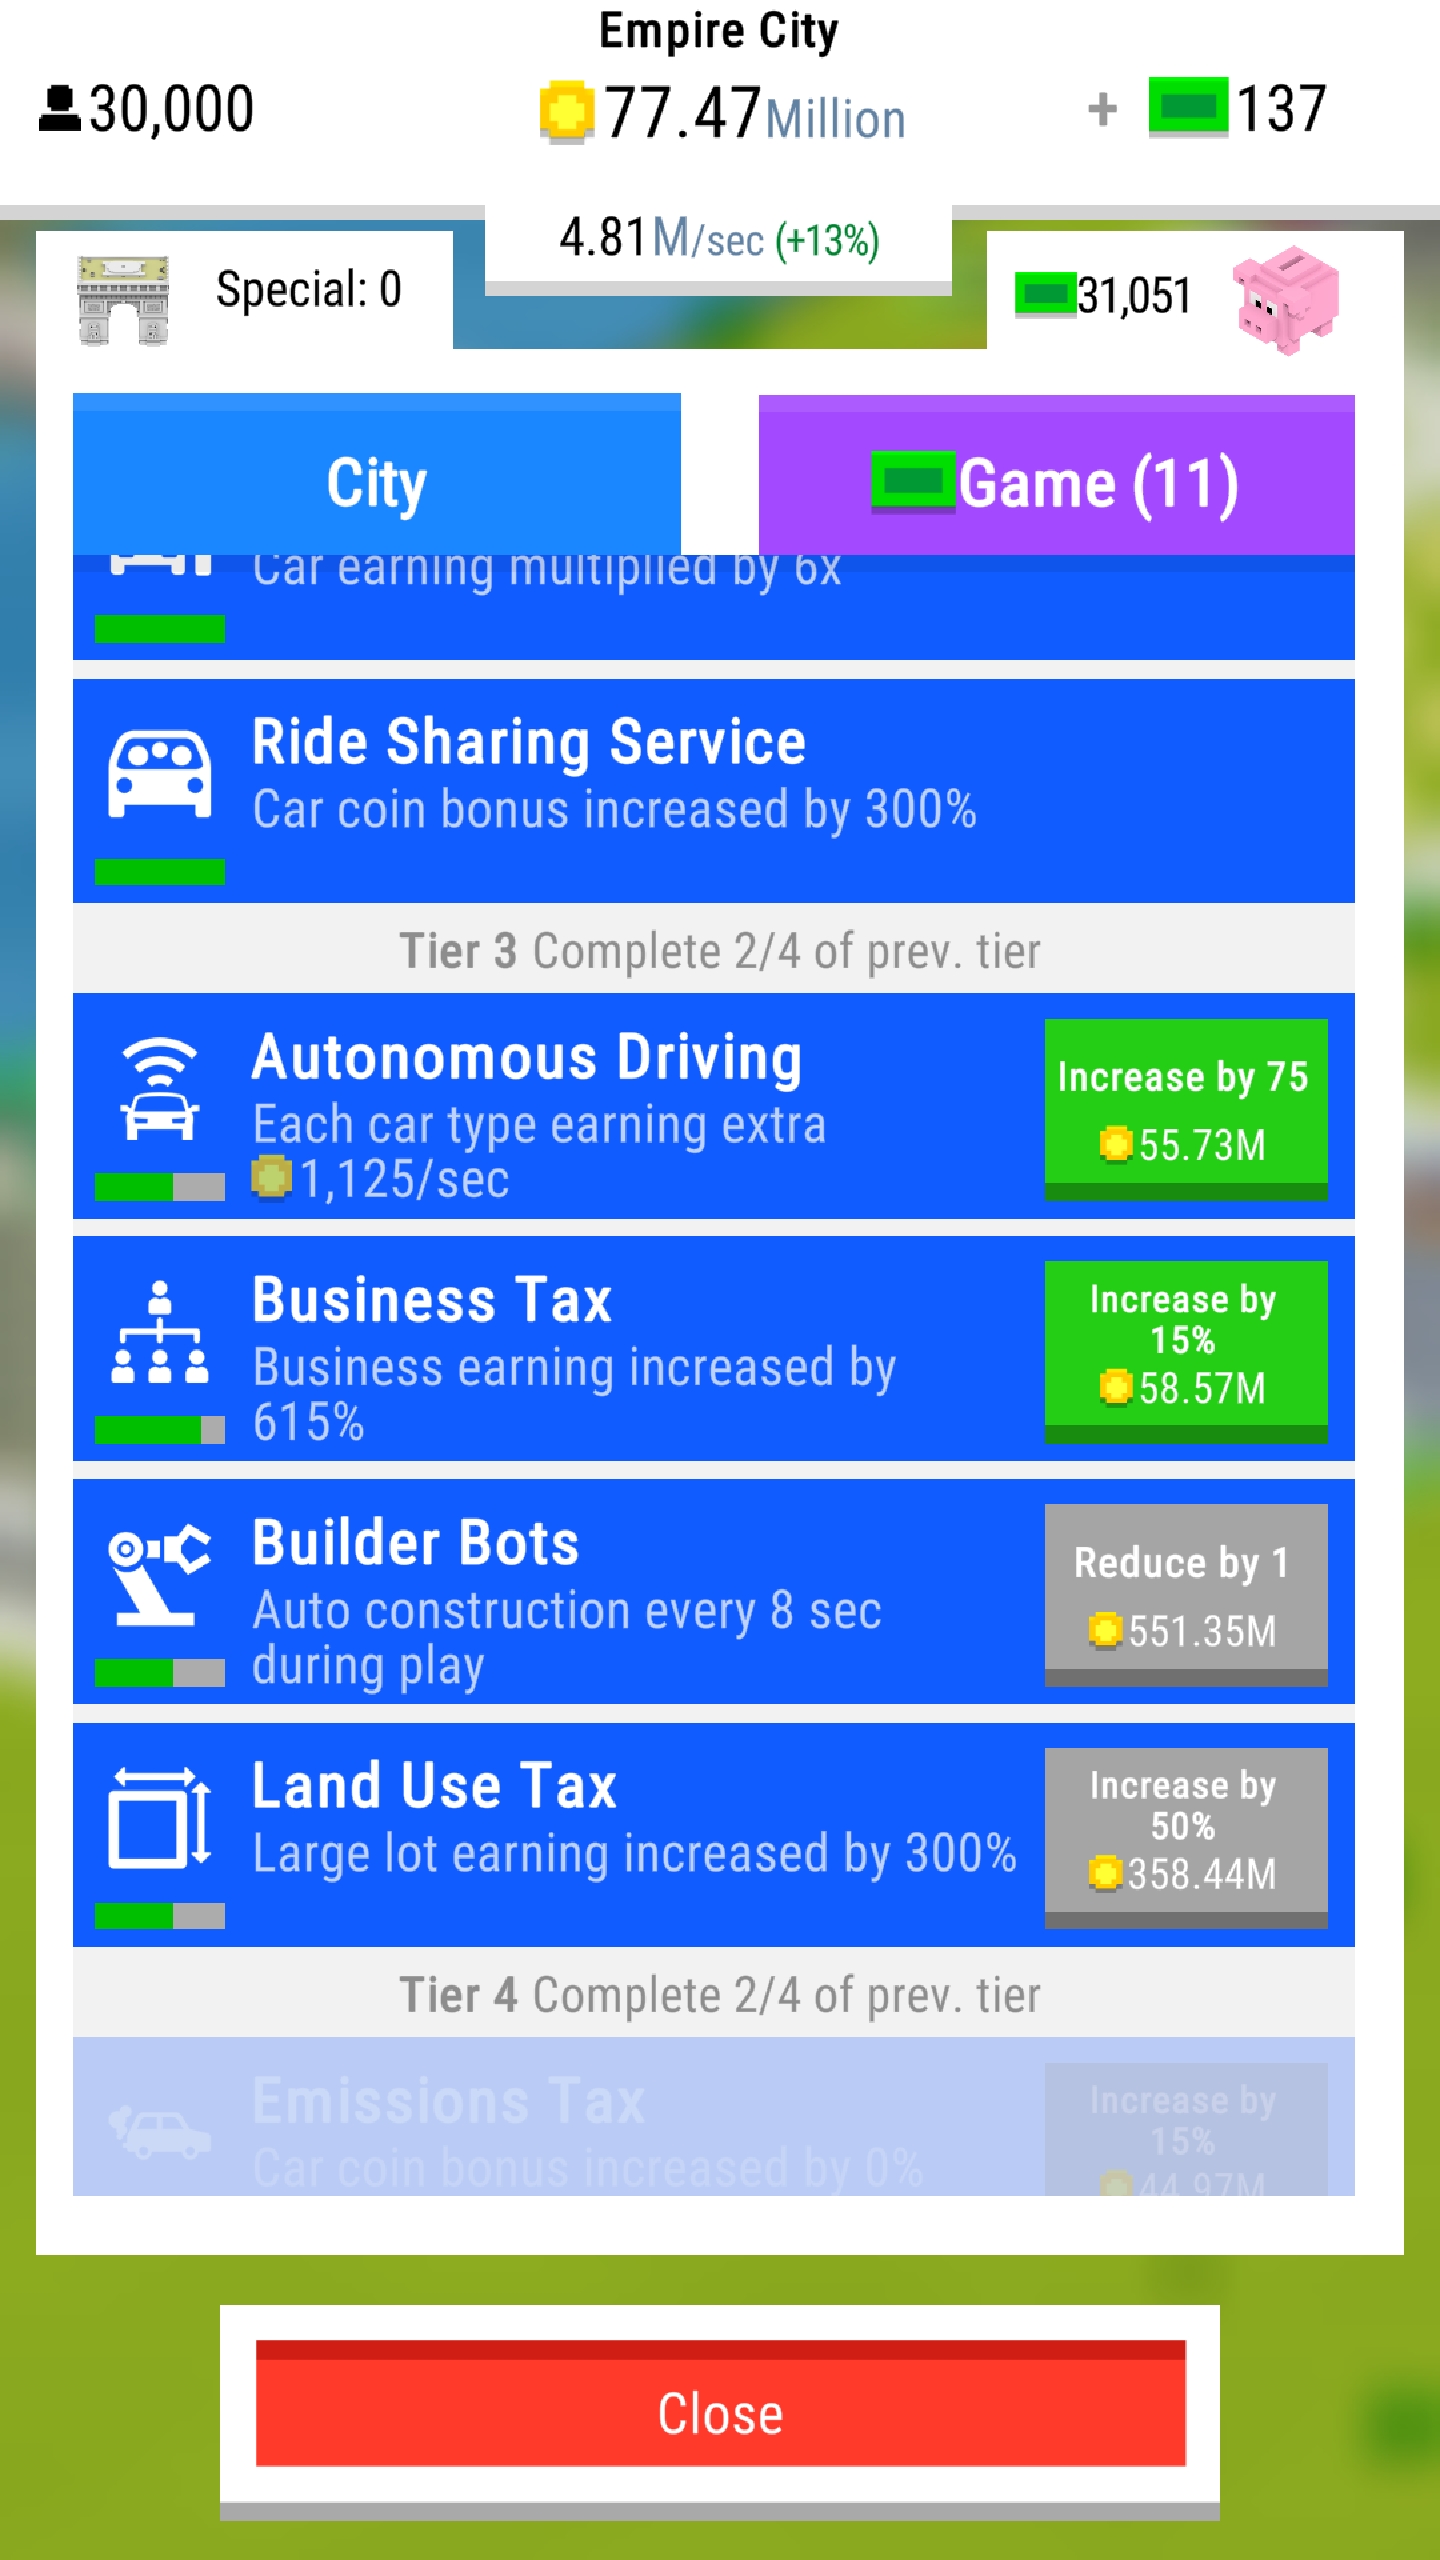 Empire City
30,000
77.47Million
+ 137
4.81M/sec (+13%)
Special: 0
31,051
City
Game (11)
Car earning multiplied by 6x
Ride Sharing Service
Car coin bonus increased by 300%
Tier 3 Complete 2/4 of prev. tier
Autonomous Driving
Each car type earning extra
1,125/sec
Increase by 75
55.73M
Business Tax
Business earning increased by
615%
Increase by
15%
58.57M
Builder Bots
Auto construction every 8 sec
during play
Reduce by 1
551.35M
Land Use Tax
Large lot earning increased by 300%
Increase by
50%
358.44M
Tier 4 Complete 2/4 of prev. tier
Emissions Tax
Car coin bonus increased by 0%
Increase by
15%
44.97M
Close